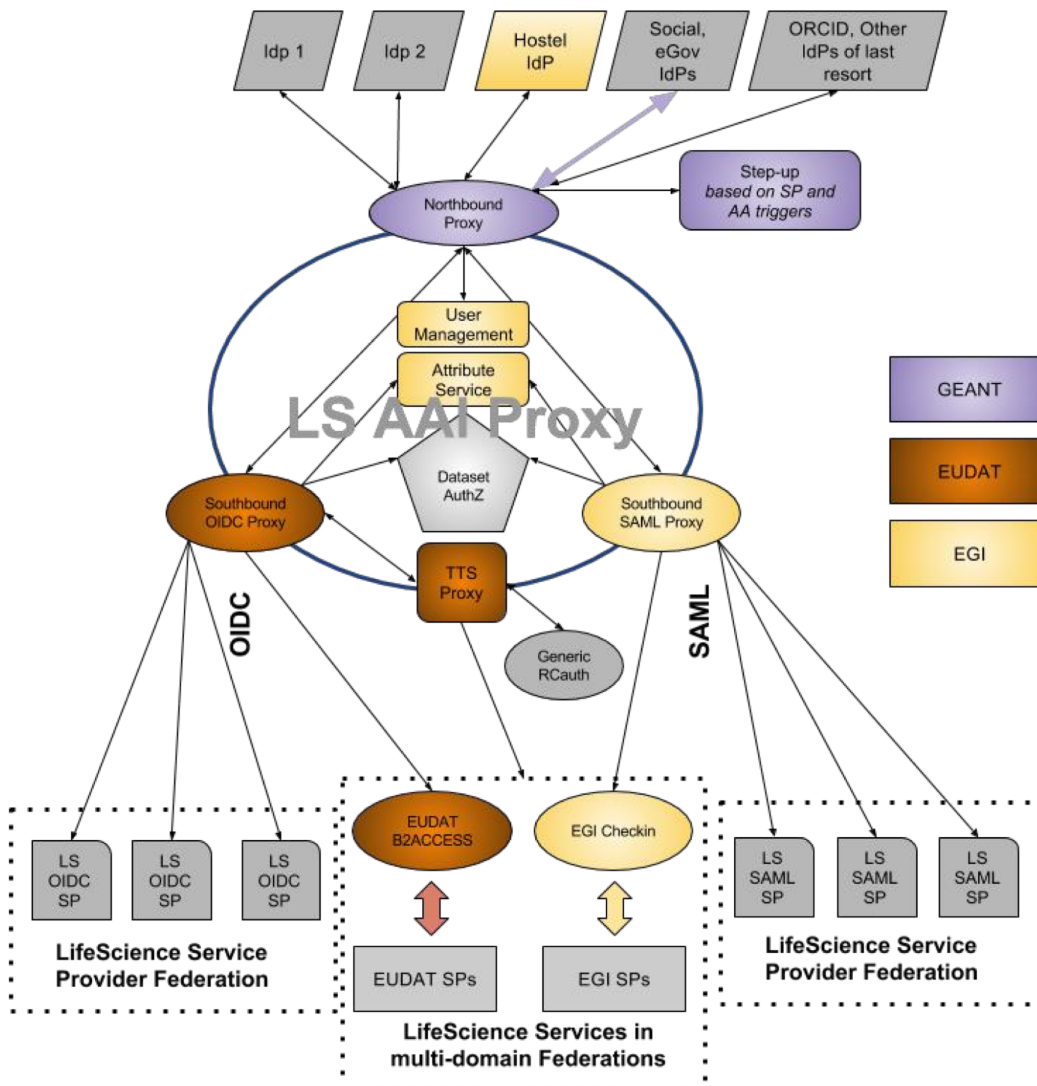 Idp 1
Idp 2
Hostel
IdP
Social,
eGov
IdPs
ORCID, Other
IdPs of last
resort
Step-up
based on SP and
AA triggers
Northbound
Proxy
User
Management
Attribute
Service
LS AAI Proxy
Dataset
AuthZ
Southbound
OIDC Proxy
Southbound
SAML Proxy
TTS
Proxy
Generic
RCauth
OIDC
SAML
GEANT
EUDAT
EGI
LS
OIDC
SP
LS
OIDC
SP
LS
OIDC
SP
LifeScience Service
Provider Federation
EUDAT
B2ACCESS
EGI Checkin
EUDAT SPs
EGI SPs
LifeScience Services in
multi-domain Federations
LS
SAML
SP
LS
SAML
SP
LS
SAML
SP
LifeScience Service
Provider Federation